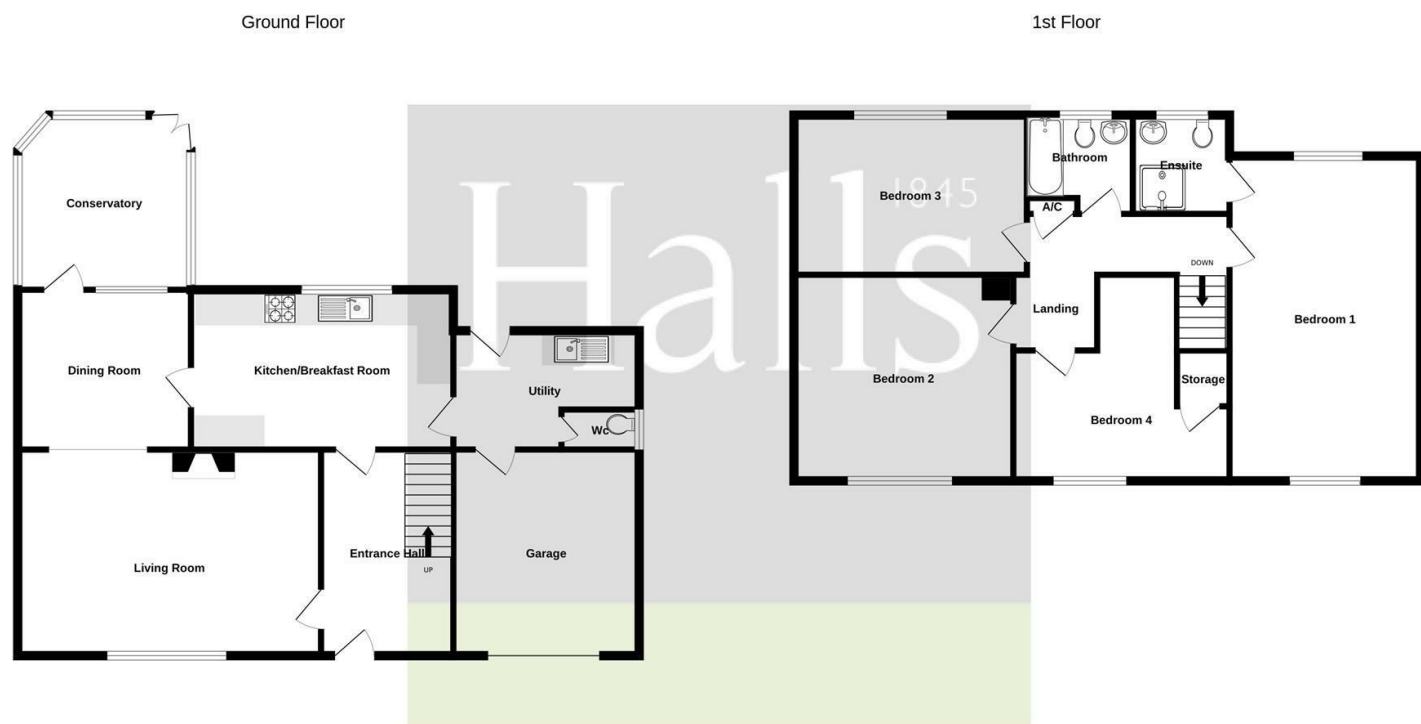 Ground Floor
1st Floor
Conservatory
Dining Room
Kitchen/Breakfast Room
Utility
Wc
Living Room
Entrance Hall
UP
Garage
Halls
1845
Bedroom 3
Bathroom
Ensuite
A/C
DOWN
Landing
Bedroom 1
Bedroom 2
Storage
Bedroom 4